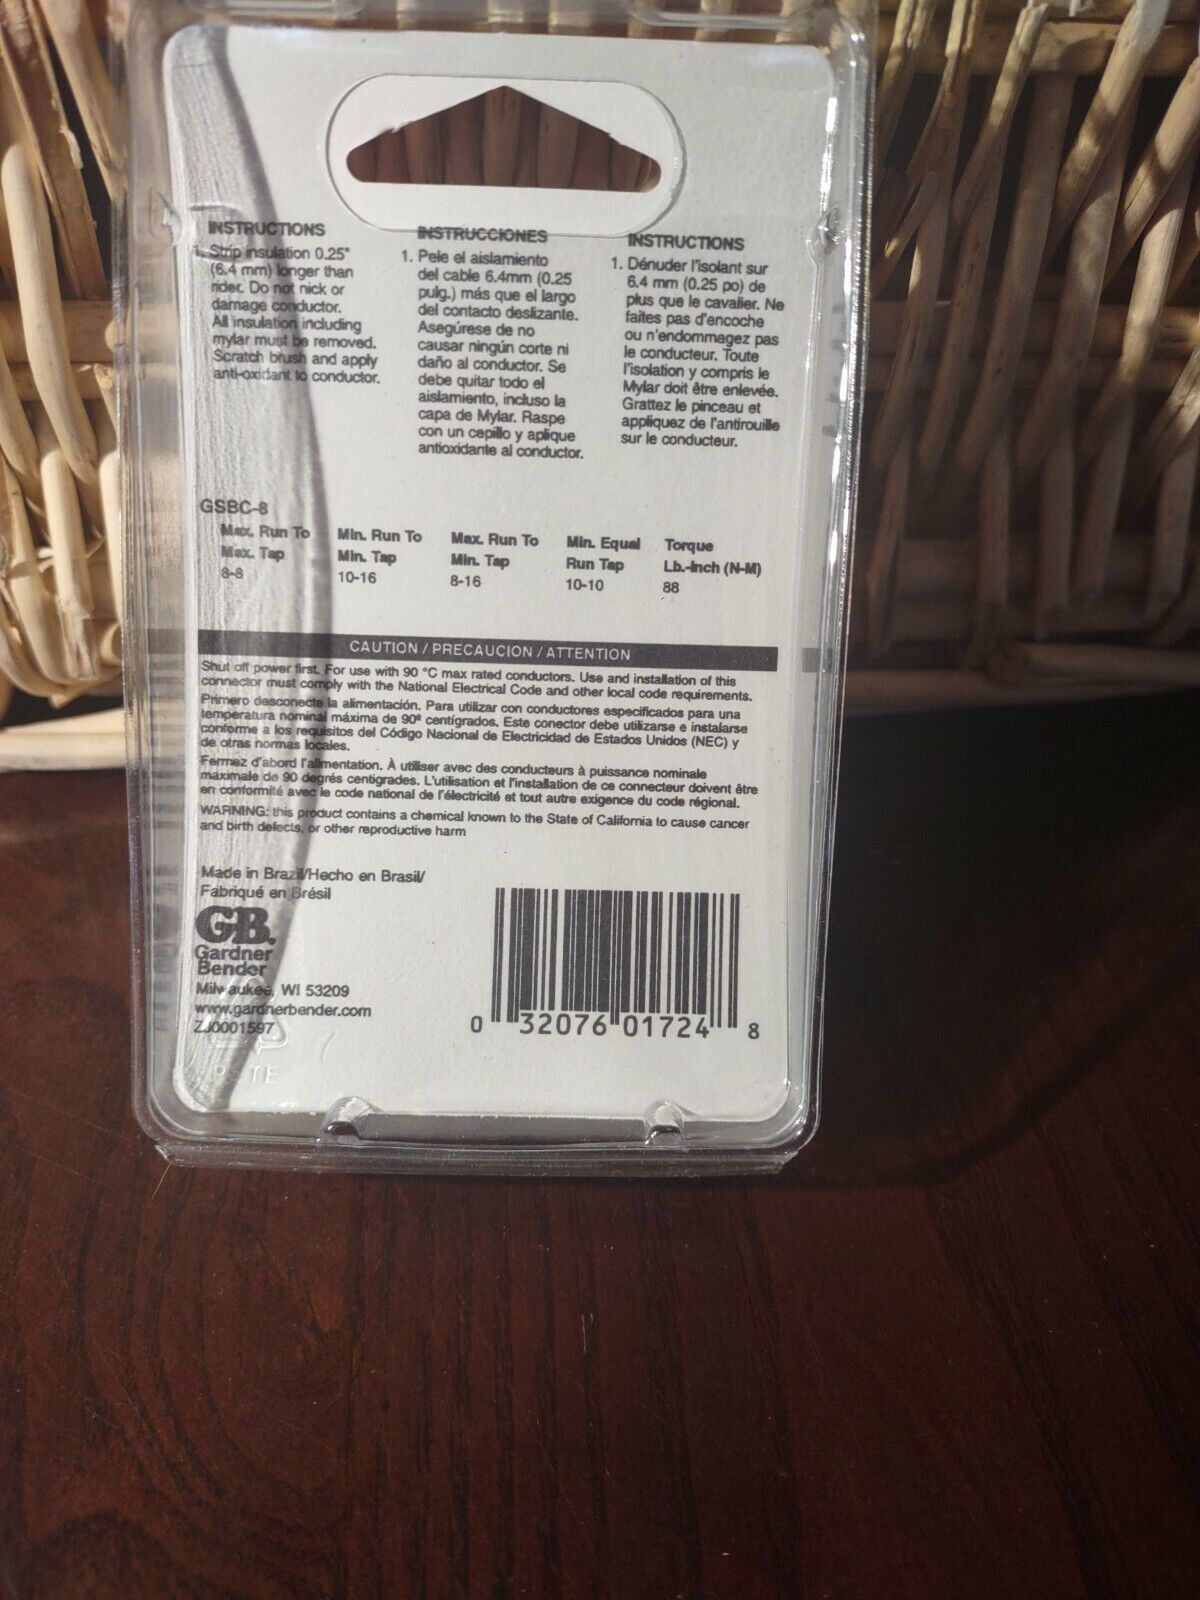 INSTRUCTIONS
1. Strip insulation 0.25"
(6.4 mm) longer than
rider. Do not nick or
damage conductor.
All insulation including
mylar must be removed.
Scratch brush and apply
anti-oxidant to conductor.
INSTRUCCIONES
1. Pele el aislamiento
del cable 6.4mm (0.25
pulg.) más que el largo
del contacto deslizante.
Asegúrese de no
causar ningún corte ni
daño al conductor. Se
debe quitar todo el
aislamiento, incluso la
capa de Mylar. Raspe
con un cepillo y aplique
antioxidante al conductor.
INSTRUCTIONS
1. Dénuder l'isolant sur
6.4 mm (0.25 po) de
plus que le cavalier. Ne
faites pas d'encoche
ou n'endommagez pas
le conducteur. Toute
l'isolation y compris le
Mylar doit être enlevée.
Grattez le pinceau et
appliquez de l'antirouille
sur le conducteur.
GSBC-8
Max. Run To Min. Run To Max. Run To Min. Equal Torque
Max. Tap Min. Tap Min. Tap Run Tap Lb.-Inch (N-M)
8-8 10-16 8-16 10-10 88
CAUTION / PRECAUCION / ATTENTION
Shut off power first. For use with 90 °C max rated conductors. Use and installation of this
connector must comply with the National Electrical Code and other local code requirements.
Primero desconecte la alimentación. Para utilizar con conductores especificados para una
temperatura nominal máxima de 90º centígrados. Este conector debe utilizarse e instalarse
conforme a los requisitos del Código Nacional de Electricidad de Estados Unidos (NEC) y
de otras normas locales.
Fermez d'abord l'alimentation. À utiliser avec des conducteurs à puissance nominale
maximale de 90 degrés centigrades. L'utilisation et l'installation de ce connecteur doivent être
en conformité avec le code national de l'électricité et tout autre exigence du code régional.
WARNING: this product contains a chemical known to the State of California to cause cancer
and birth defects, or other reproductive harm
Made in Brazil/Hecho en Brasil/
Fabriqué en Brésil
GB.
Gardner
Bender
Milwaukee, WI 53209
www.gardnerbender.com
ZJ0001597
0 32076 01724 8